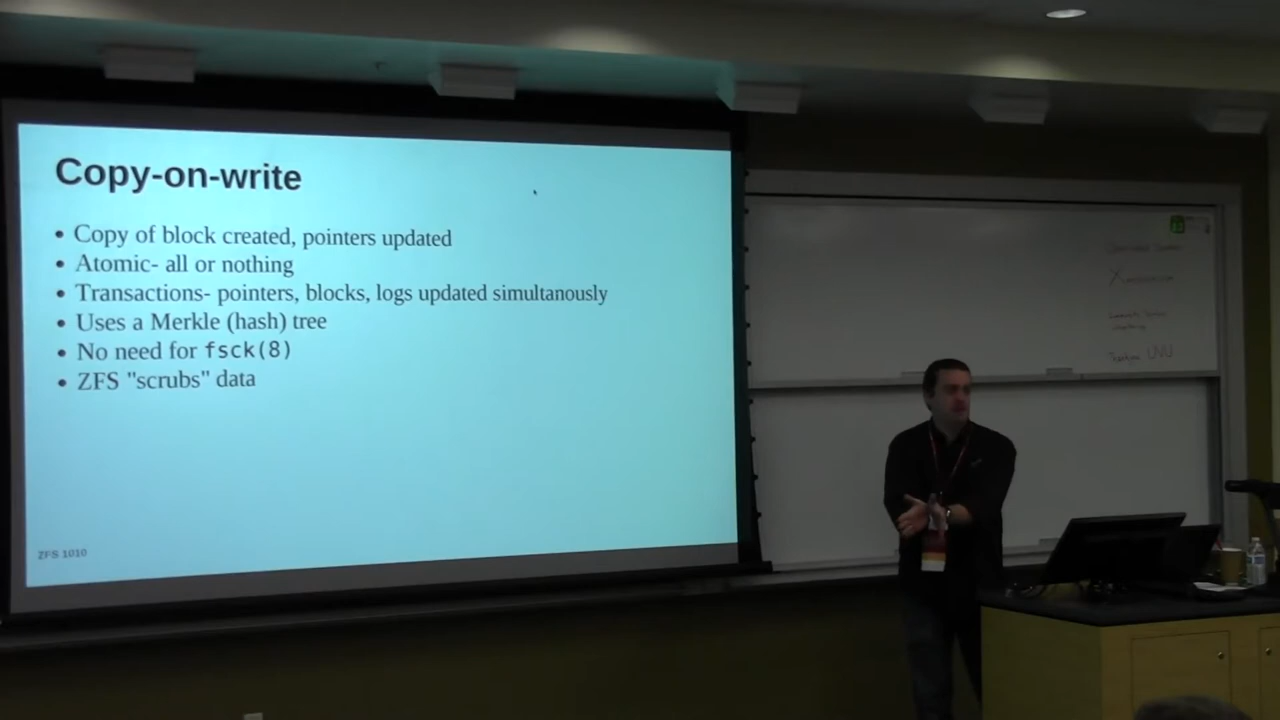 Copy-on-write
• Copy of block created, pointers updated
• Atomic- all or nothing
• Transactions- pointers, blocks, logs updated simultanously
• Uses a Merkle (hash) tree
• No need for fsck(8)
• ZFS "scrubs" data
ZFS 1010
UVU